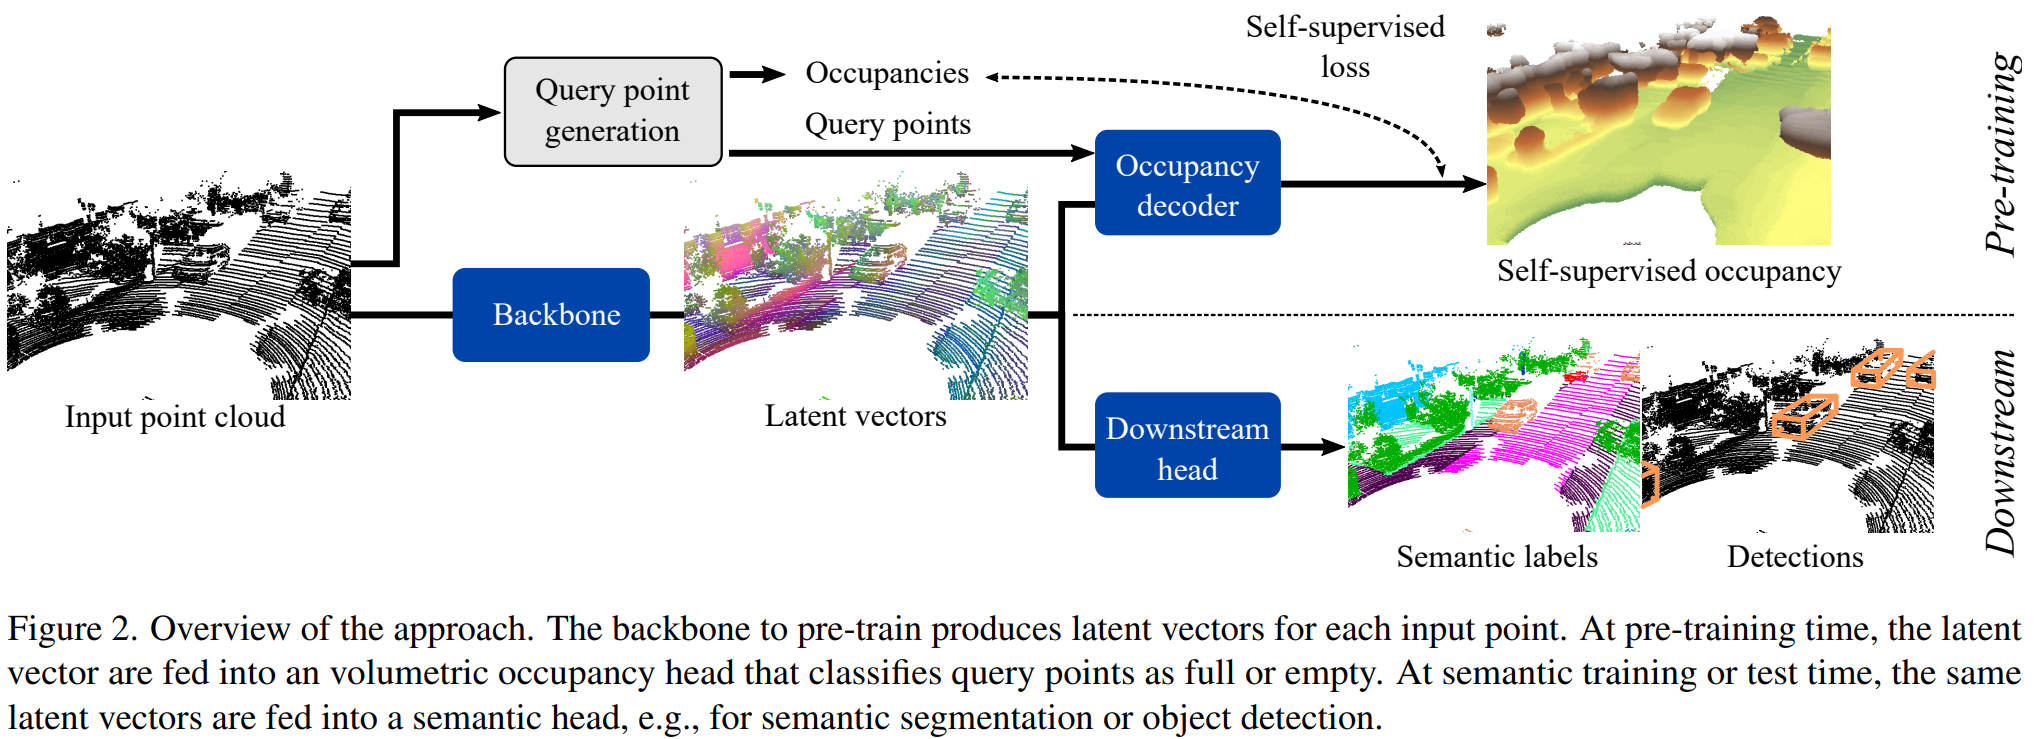 Self-supervised
loss
Query point
generation
Occupancies
Query points
Occupancy
decoder
Pre-training
Self-supervised occupancy
Backbone
Input point cloud
Latent vectors
Downstream
head
Semantic labels
Detections
Downstream
Figure 2. Overview of the approach. The backbone to pre-train produces latent vectors for each input point. At pre-training time, the latent
vector are fed into an volumetric occupancy head that classifies query points as full or empty. At semantic training or test time, the same
latent vectors are fed into a semantic head, e.g., for semantic segmentation or object detection.